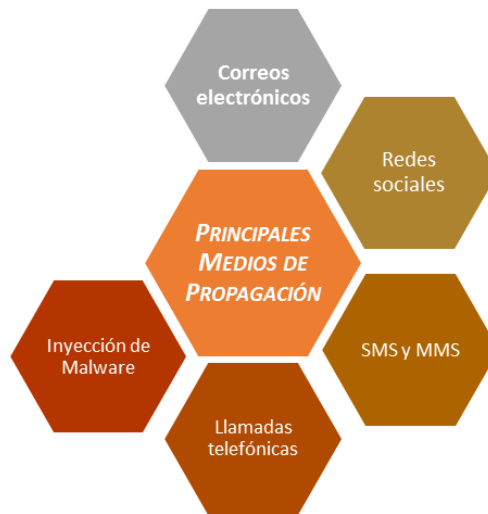 Correos
electrónicos
Redes
sociales
PRINCIPALES
MEDIOS DE
PROPAGACIÓN
SMS y MMS
Inyección de
Malware
Llamadas
telefónicas